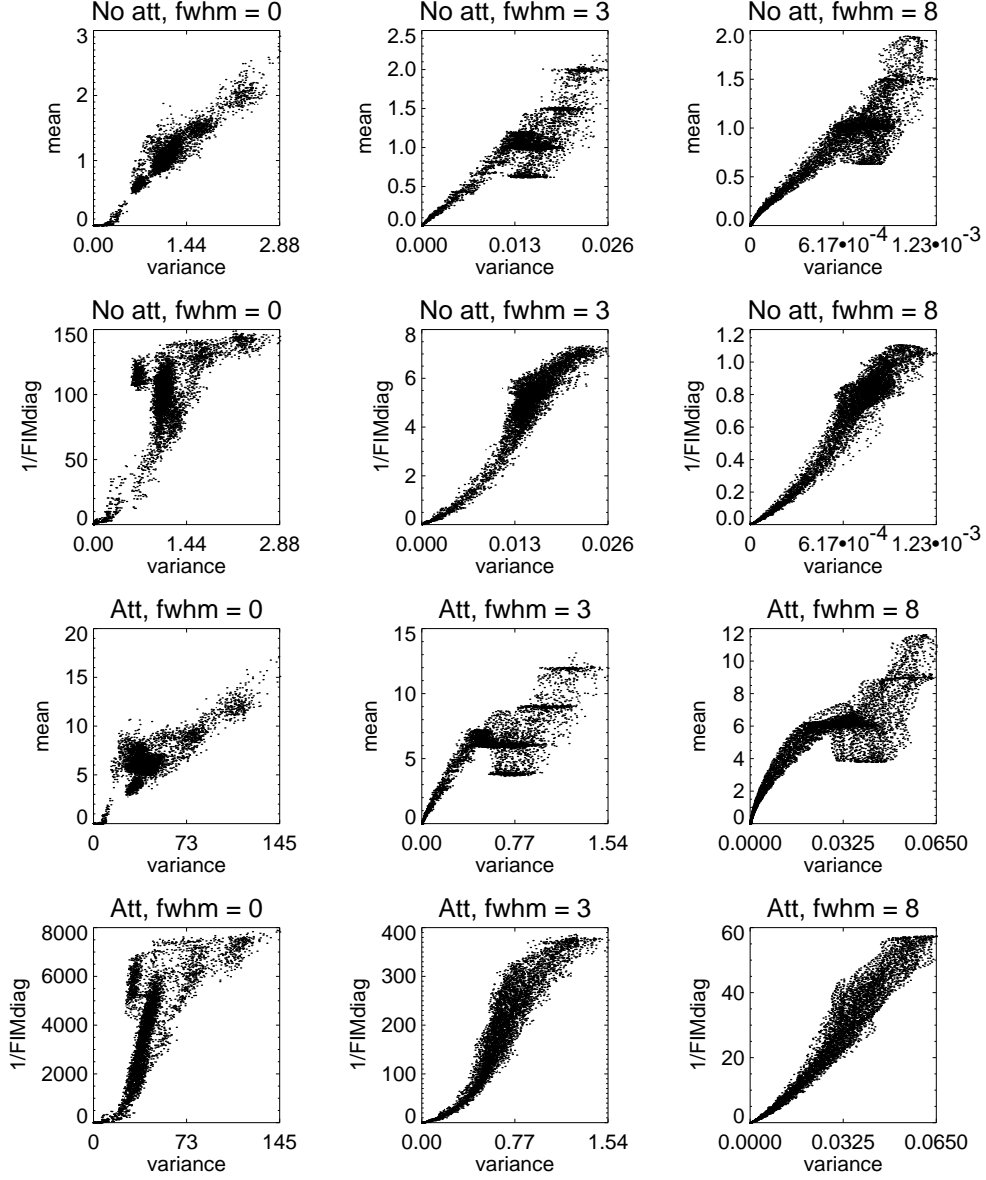 No att, fwhm = 0
No att, fwhm = 3
No att, fwhm = 8
3
2
1
0
mean
0.00
1.44
2.88
variance
2.5
2.0
1.5
1.0
0.5
0.0
mean
0.000
0.013
0.026
variance
2.0
1.5
1.0
0.5
0.0
mean
0
6.17•10-4
1.23•10-3
variance
No att, fwhm = 0
No att, fwhm = 3
No att, fwhm = 8
150
100
50
0
1/FIMdiag
0.00
1.44
2.88
variance
8
6
4
2
0
1/FIMdiag
0.000
0.013
0.026
variance
1.2
1.0
0.8
0.6
0.4
0.2
0.0
1/FIMdiag
0
6.17•10-4
1.23•10-3
variance
Att, fwhm = 0
Att, fwhm = 3
Att, fwhm = 8
20
15
10
5
0
mean
0
73
145
variance
15
10
5
0
mean
0.00
0.77
1.54
variance
12
10
8
6
4
2
0
mean
0.0000
0.0325
0.0650
variance
Att, fwhm = 0
Att, fwhm = 3
Att, fwhm = 8
8000
6000
4000
2000
0
1/FIMdiag
0
73
145
variance
400
300
200
100
0
1/FIMdiag
0.00
0.77
1.54
variance
60
40
20
0
1/FIMdiag
0.0000
0.0325
0.0650
variance